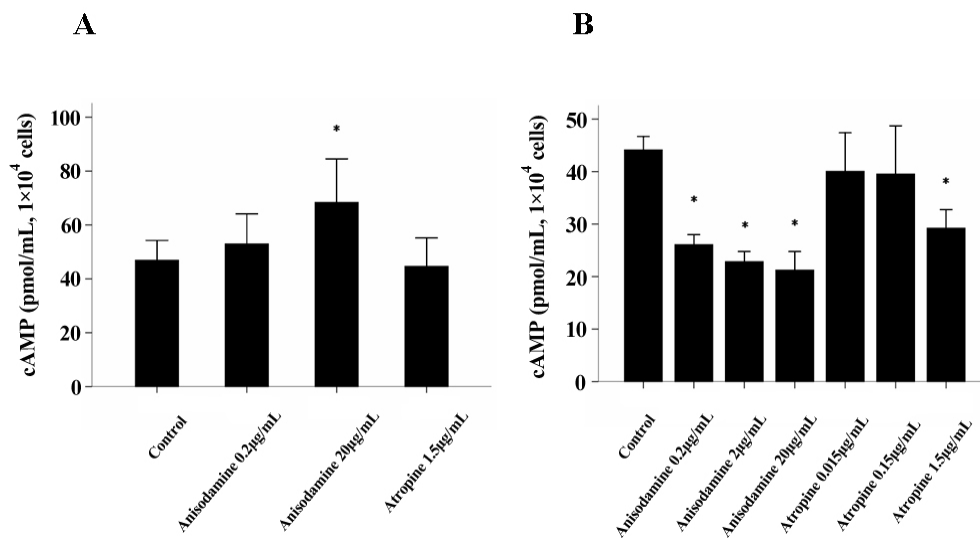 A
cAMP (pmol/mL, 1×10⁴ cells)
100
80
60
40
20
0
*
Control
Anisodamine 0.2µg/mL
Anisodamine 20µg/mL
Atropine 1.5µg/mL
B
cAMP (pmol/mL, 1×10⁴ cells)
50
40
30
20
10
0
*
*
*
*
Control
Anisodamine 0.2µg/mL
Anisodamine 2µg/mL
Anisodamine 20µg/mL
Atropine 0.015µg/mL
Atropine 0.15µg/mL
Atropine 1.5µg/mL